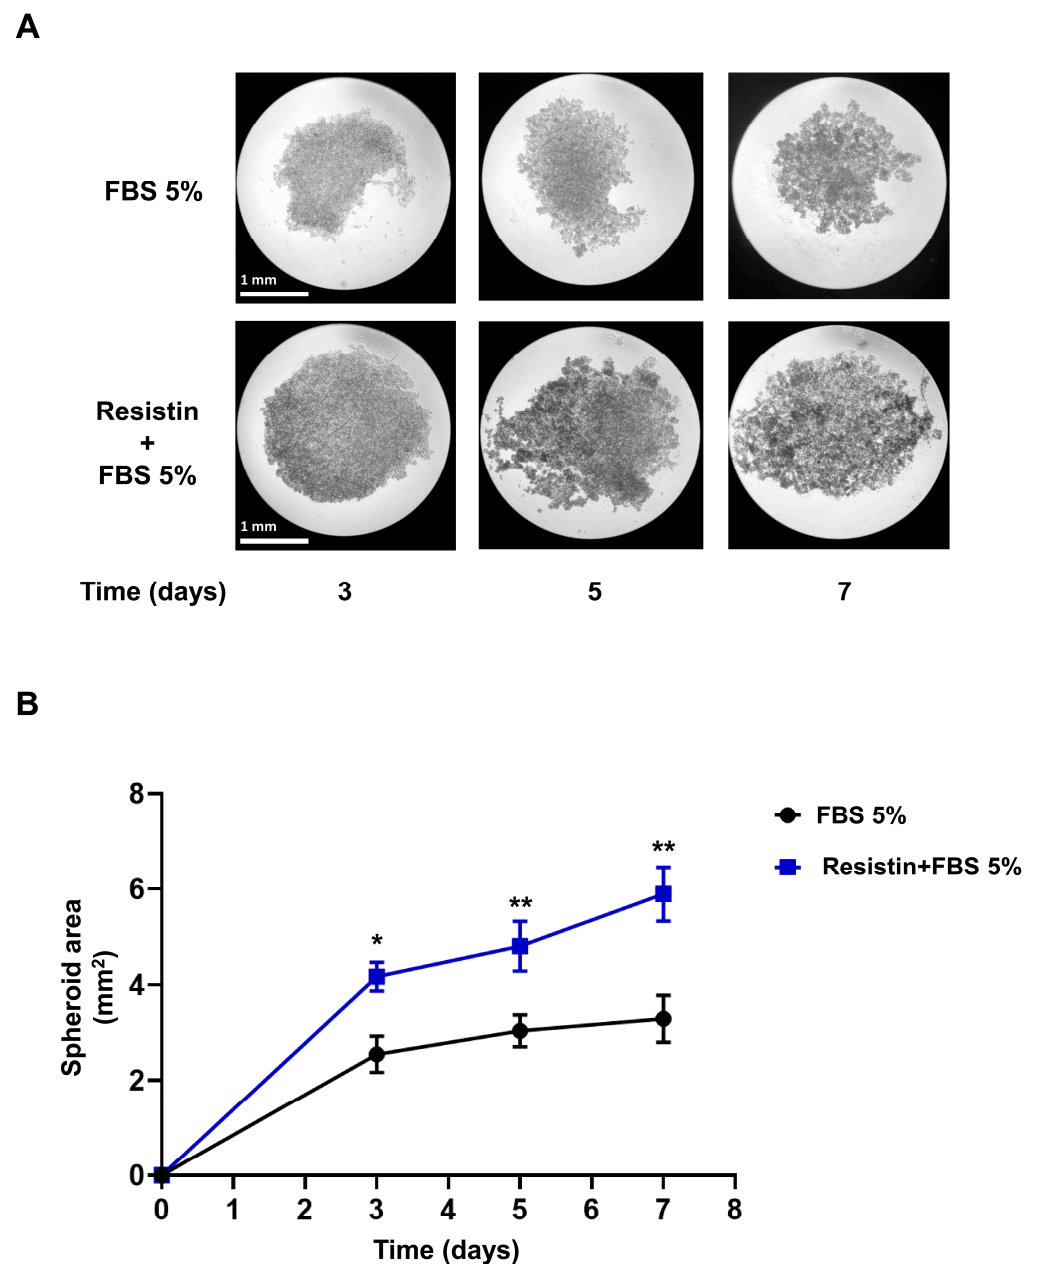 A
FBS 5%
1 mm
Resistin
+
FBS 5%
1 mm
Time (days) 3 5 7
B
8
6
4
2
0
Spheroid area
(mm²)
*
**
**
FBS 5%
Resistin+FBS 5%
0 1 2 3 4 5 6 7 8
Time (days)